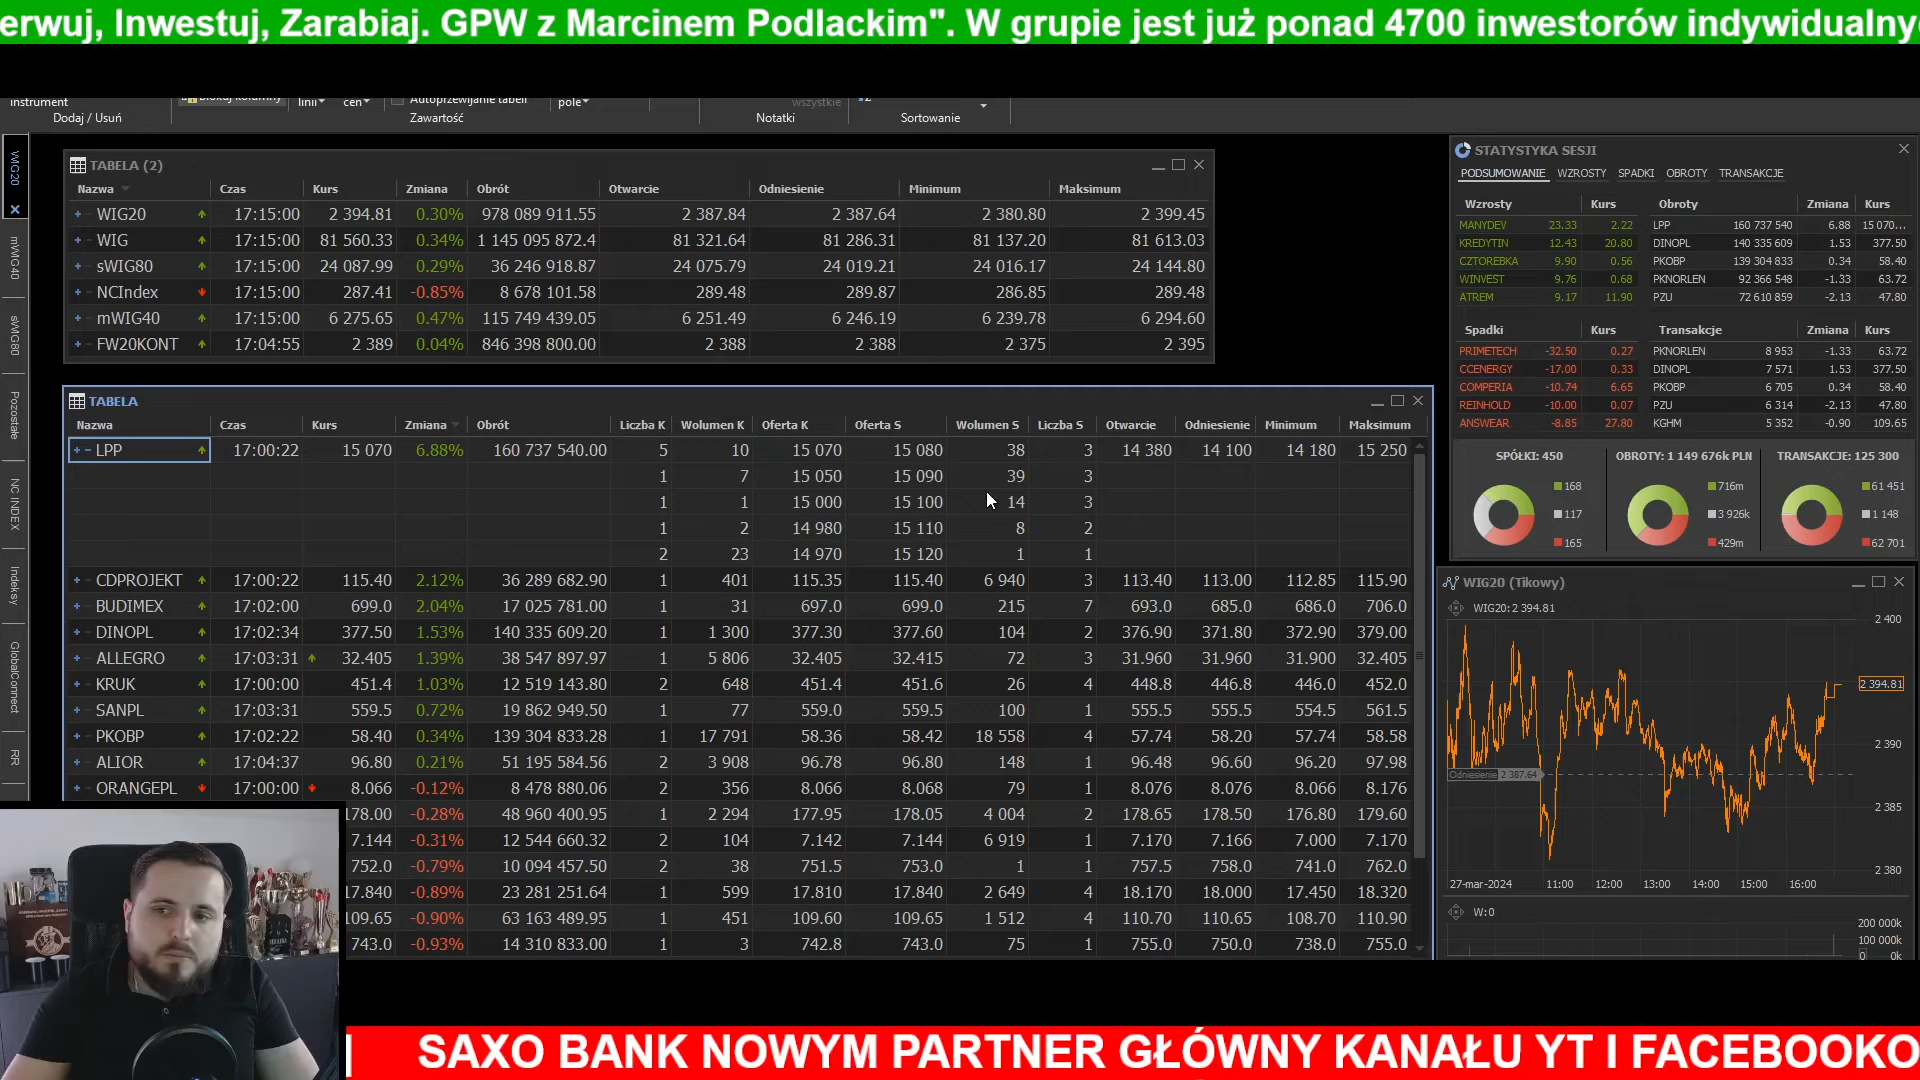 erwuj, Inwestuj, Zarabiaj. GPW z Marcinem Podlackim". W grupie jest już ponad 4700 inwestorów indywidualny
instrument linii cen Autoprzewijanie tabeli pole wszystkie
Dodaj / Usuń Zawartość Notatki Sortowanie
WIG20
mWIG40
sWIG80
Pozostałe
NC INDEX
Indeksy
GlobalConnect
RR
TABELA (2)
Nazwa Czas Kurs Zmiana Obrót Otwarcie Odniesienie Minimum Maksimum
WIG20 17:15:00 2 394.81 0.30% 978 089 911.55 2 387.84 2 387.64 2 380.80 2 399.45
WIG 17:15:00 81 560.33 0.34% 1 145 095 872.4 81 321.64 81 286.31 81 137.20 81 613.03
sWIG80 17:15:00 24 087.99 0.29% 36 246 918.87 24 075.79 24 019.21 24 016.17 24 144.80
NCIndex 17:15:00 287.41 -0.85% 8 678 101.58 289.48 289.87 286.85 289.48
mWIG40 17:15:00 6 275.65 0.47% 115 749 439.05 6 251.49 6 246.19 6 239.78 6 294.60
FW20KONT 17:04:55 2 389 0.04% 846 398 800.00 2 388 2 388 2 375 2 395
TABELA
Nazwa Czas Kurs Zmiana Obrót Liczba K Wolumen K Oferta K Oferta S Wolumen S Liczba S Otwarcie Odniesienie Minimum Maksimum
LPP 17:00:22 15 070 6.88% 160 737 540.00 5 10 15 070 15 080 38 3 14 380 14 100 14 180 15 250
1 7 15 050 15 090 39 3
1 1 15 000 15 100 14 3
1 2 14 980 15 110 8 2
2 23 14 970 15 120 1 1
CDPROJEKT 17:00:22 115.40 2.12% 36 289 682.90 1 401 115.35 115.40 6 940 3 113.40 113.00 112.85 115.90
BUDIMEX 17:02:00 699.0 2.04% 17 025 781.00 1 31 697.0 699.0 215 7 693.0 685.0 686.0 706.0
DINOPL 17:02:34 377.50 1.53% 140 335 609.20 1 1 300 377.30 377.60 104 2 376.90 371.80 372.90 379.00
ALLEGRO 17:03:31 32.405 1.39% 38 547 897.97 1 5 806 32.405 32.415 72 3 31.960 31.960 31.900 32.405
KRUK 17:00:00 451.4 1.03% 12 519 143.80 2 648 451.4 451.6 26 4 448.8 446.8 446.0 452.0
SANPL 17:03:31 559.5 0.72% 19 862 949.50 1 77 559.0 559.5 100 1 555.5 555.5 554.5 561.5
PKOBP 17:02:22 58.40 0.34% 139 304 833.28 1 17 791 58.36 58.42 18 558 4 57.74 58.20 57.74 58.58
ALIOR 17:04:37 96.80 0.21% 51 195 584.56 2 3 908 96.78 96.80 148 1 96.48 96.60 96.20 97.98
ORANGEPL 17:00:00 8.066 -0.12% 8 478 880.06 2 356 8.066 8.068 79 1 8.076 8.076 8.066 8.176
178.00 -0.28% 48 960 400.95 1 2 294 177.95 178.05 4 004 2 178.65 178.50 176.80 179.60
7.144 -0.31% 12 544 660.32 2 104 7.142 7.144 6 919 1 7.170 7.166 7.000 7.170
752.0 -0.79% 10 094 457.50 2 38 751.5 753.0 1 1 757.5 758.0 741.0 762.0
17.840 -0.89% 23 281 251.64 1 599 17.810 17.840 2 649 4 18.170 18.000 17.450 18.320
109.65 -0.90% 63 163 489.95 1 451 109.60 109.65 1 512 4 110.70 110.65 108.70 110.90
743.0 -0.93% 14 310 833.00 1 3 742.8 743.0 75 1 755.0 750.0 738.0 755.0
STATYSTYKA SESJI
PODSUMOWANIE WZROSTY SPADKI OBROTY TRANSAKCJE
Wzrosty Kurs Obroty Zmiana Kurs
MANYDEV 23.33 2.22 LPP 160 737 540 6.88 15 070...
KREDYTIN 12.43 20.80 DINOPL 140 335 609 1.53 377.50
CZTOREBKA 9.90 0.56 PKOBP 139 304 833 0.34 58.40
WINVEST 9.76 0.68 PKNORLEN 92 366 548 -1.33 63.72
ATREM 9.17 11.90 PZU 72 610 859 -2.13 47.80
Spadki Kurs Transakcje Zmiana Kurs
PRIMETECH -32.50 0.27 PKNORLEN 8 953 -1.33 63.72
CCENERGY -17.00 0.33 DINOPL 7 571 1.53 377.50
COMPERIA -10.74 6.65 PKOBP 6 705 0.34 58.40
REINHOLD -10.00 0.07 PZU 6 314 -2.13 47.80
ANSWEAR -8.85 27.80 KGHM 5 352 -0.90 109.65
SPÓŁKI: 450 OBROTY: 1 149 676k PLN TRANSAKCJE: 125 300
168 716m 61 451
117 3 926k 1 148
165 429m 62 701
WIG20 (Tikowy)
WIG20: 2 394.81
2 400
2 394.81
2 390
Odniesienie 2 387.64
2 385
2 380
27-mar-2024 11:00 12:00 13:00 14:00 15:00 16:00
W:0
200 000k
100 000k
0 0k
SAXO BANK NOWYM PARTNER GŁÓWNY KANAŁU YT I FACEBOOKO